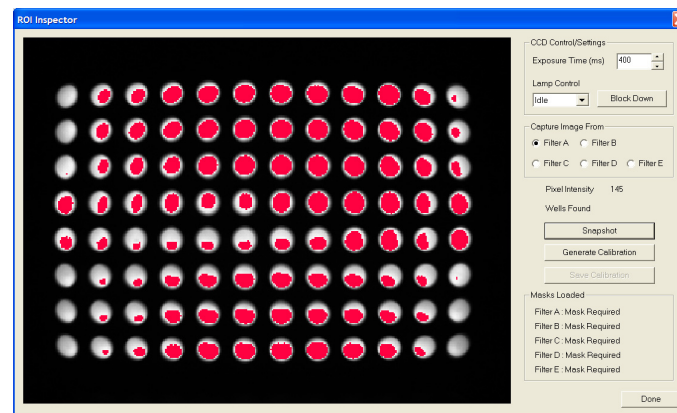 ROI Inspector
CCD Control/Settings
Exposure Time (ms) 400
Lamp Control
Idle Block Down
Capture Image From
Filter A Filter B
Filter C Filter D Filter E
Pixel Intensity 145
Wells Found
Snapshot
Generate Calibration
Save Calibration
Masks Loaded
Filter A : Mask Required
Filter B : Mask Required
Filter C : Mask Required
Filter D : Mask Required
Filter E : Mask Required
Done